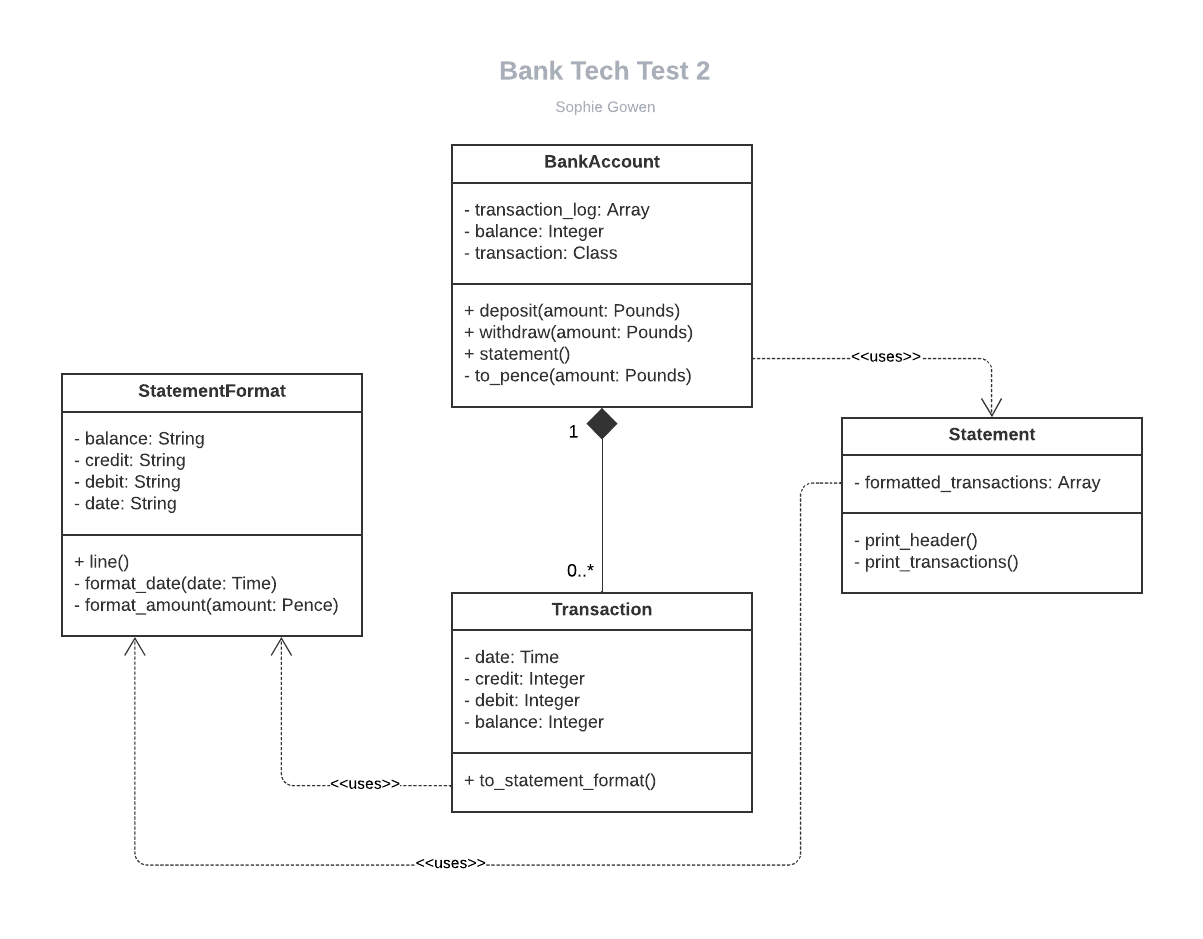 Bank Tech Test 2
Sophie Gowen
BankAccount
- transaction_log: Array
- balance: Integer
- transaction: Class
+ deposit(amount: Pounds)
+ withdraw(amount: Pounds)
+ statement()
- to_pence(amount: Pounds)
<<uses>>
StatementFormat
- balance: String
- credit: String
- debit: String
- date: String
+ line()
- format_date(date: Time)
- format_amount(amount: Pence)
1
0..*
Statement
- formatted_transactions: Array
- print_header()
- print_transactions()
Transaction
- date: Time
- credit: Integer
- debit: Integer
- balance: Integer
+ to_statement_format()
<<uses>>
<<uses>>